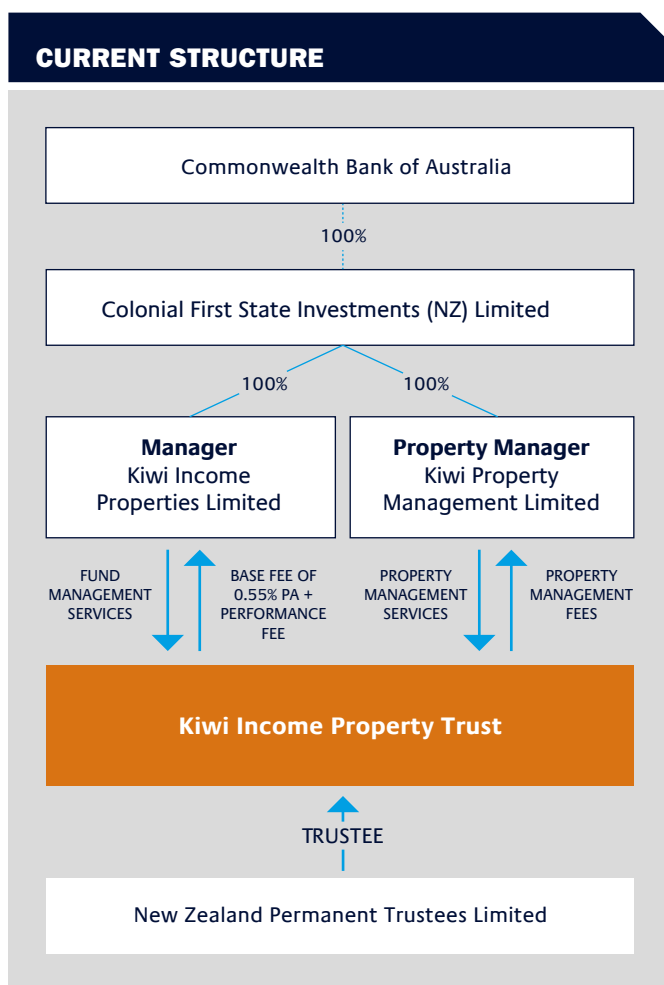 CURRENT STRUCTURE
Commonwealth Bank of Australia
100%
Colonial First State Investments (NZ) Limited
100%
100%
Manager
Kiwi Income
Properties Limited
Property Manager
Kiwi Property
Management Limited
FUND
MANAGEMENT
SERVICES
BASE FEE OF
0.55% PA +
PERFORMANCE
FEE
PROPERTY
MANAGEMENT
SERVICES
PROPERTY
MANAGEMENT
FEES
Kiwi Income Property Trust
TRUSTEE
New Zealand Permanent Trustees Limited